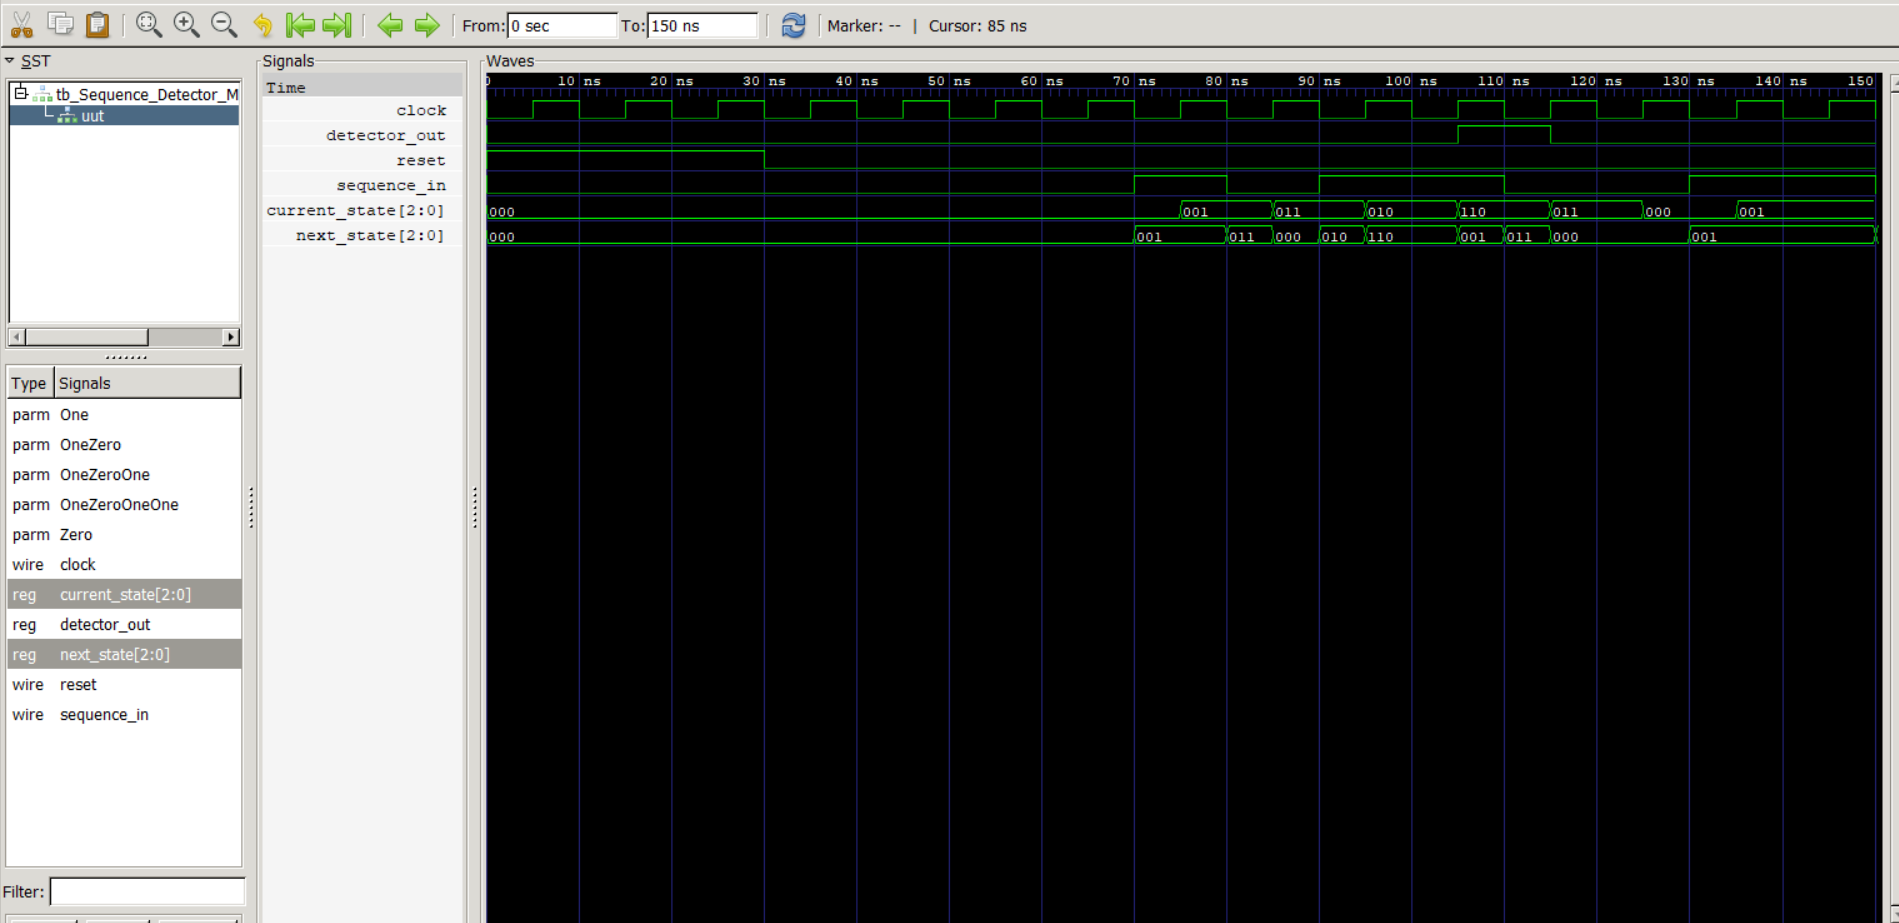 From: 0 sec To: 150 ns Marker: -- | Cursor: 85 ns
SST
tb_Sequence_Detector_M
uut
Type Signals
parm One
parm OneZero
parm OneZeroOne
parm OneZeroOneOne
parm Zero
wire clock
reg current_state[2:0]
reg detector_out
reg next_state[2:0]
wire reset
wire sequence_in
Filter:
Signals
Time
clock
detector_out
reset
sequence_in
current_state[2:0]
next_state[2:0]
Waves
0 10 ns 20 ns 30 ns 40 ns 50 ns 60 ns 70 ns 80 ns 90 ns 100 ns 110 ns 120 ns 130 ns 140 ns 150
000 001 011 010 110 011 000 001
000 001 011 000 010 110 001 011 000 001